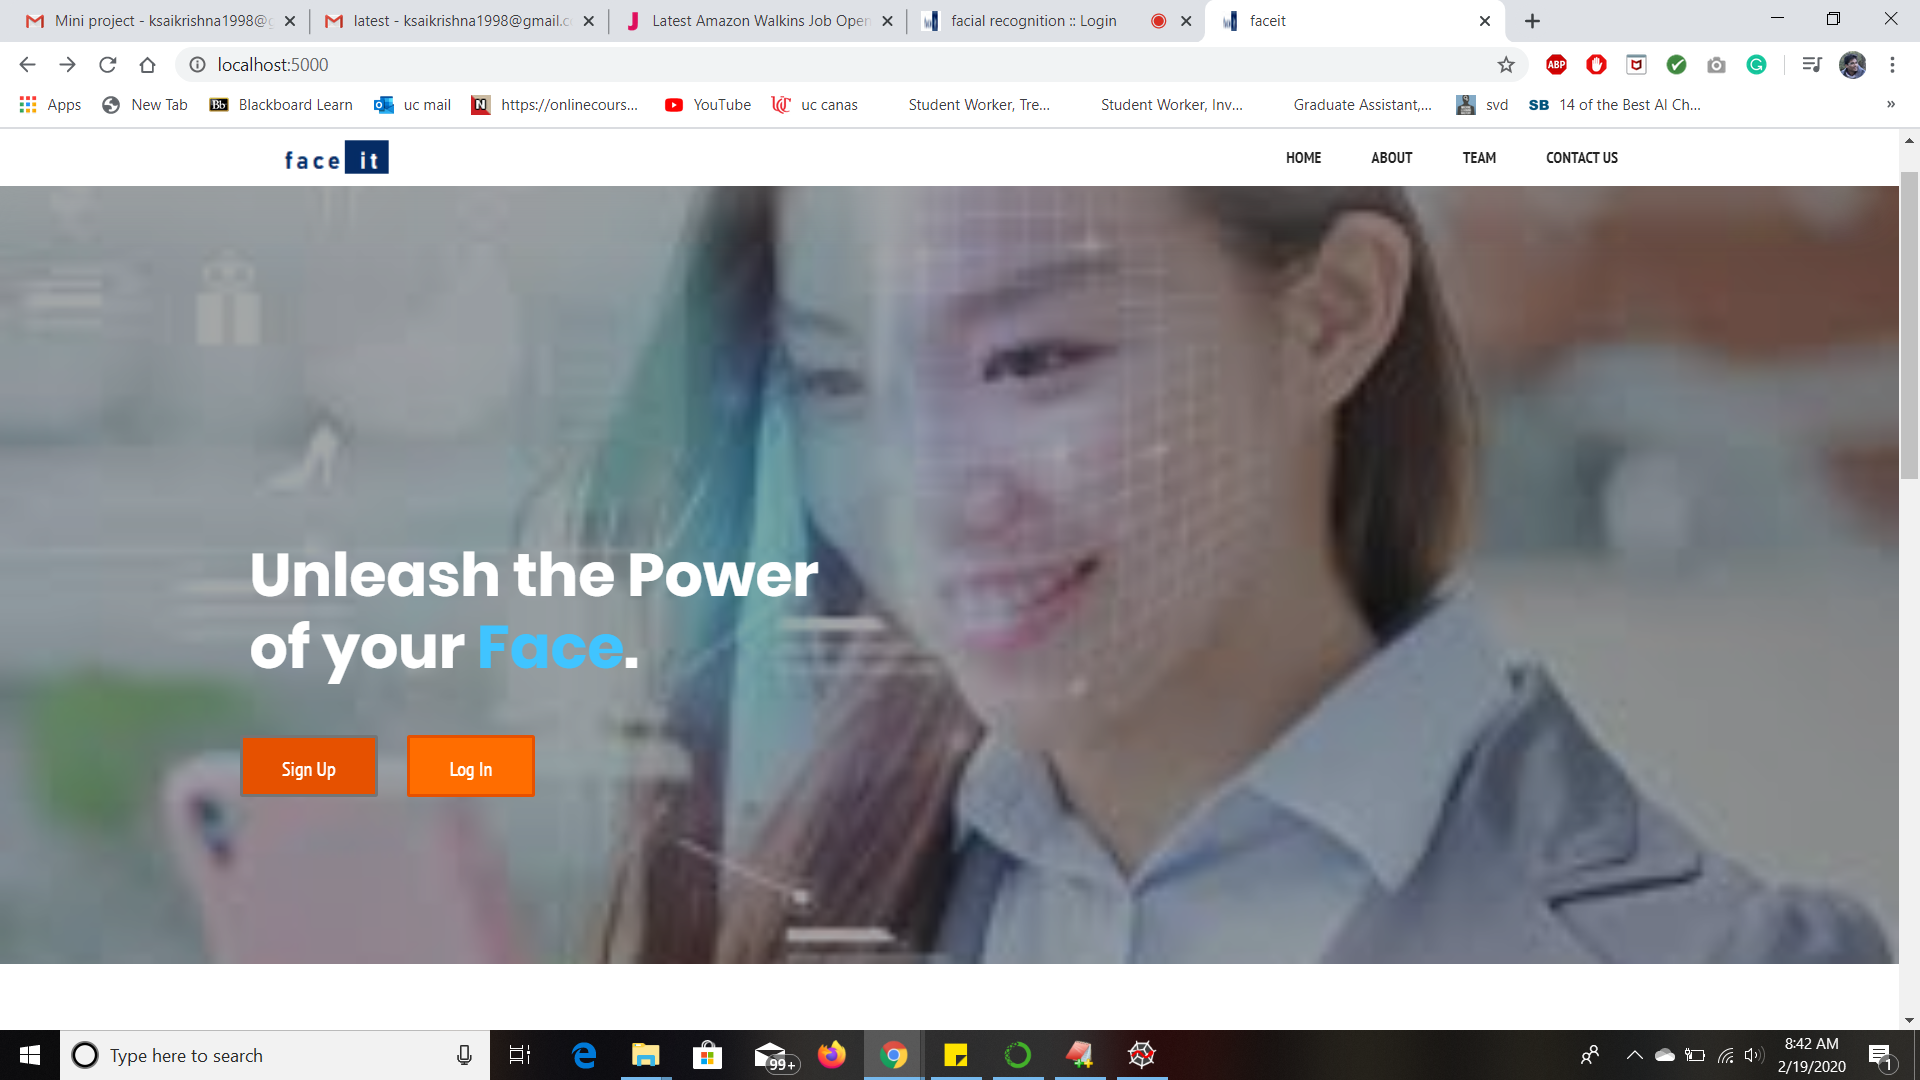 Mini project - ksaikrishna1998@g
latest - ksaikrishna1998@gmail.c
Latest Amazon Walkins Job Open
facial recognition :: Login
faceit
localhost:5000
ABP
Apps
New Tab
Bb
Blackboard Learn
uc mail
N
https://onlinecours...
YouTube
uc canas
Student Worker, Tre...
Student Worker, Inv...
Graduate Assistant,...
svd
SB
14 of the Best AI Ch...
»
face it
HOME
ABOUT
TEAM
CONTACT US
Unleash the Power
of your Face.
Sign Up
Log In
Type here to search
99+
8:42 AM
2/19/2020
1